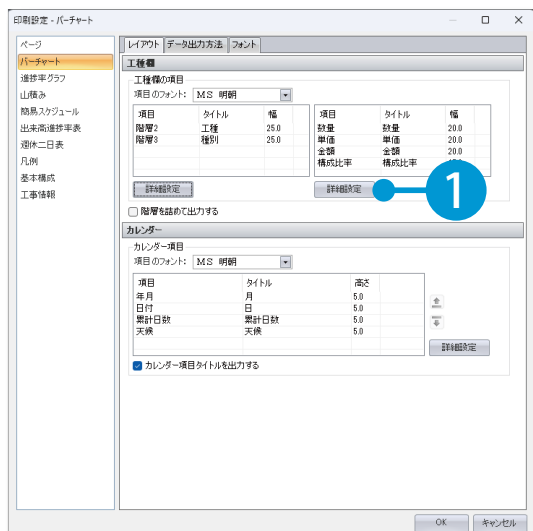 印刷設定 - バーチャート
ページ
バーチャート
進捗率グラフ
山積み
簡易スケジュール
出来高進捗率表
週休二日表
凡例
基本構成
工事情報
レイアウト データ出力方法 フォント
工種欄
工種欄の項目
項目のフォント: MS 明朝
項目 タイトル 幅
階層2 工種 25.0
階層3 種別 25.0
項目 タイトル 幅
数量 数量 20.0
単価 単価 20.0
金額 金額 20.0
構成比率 構成比率
詳細設定
詳細設定
1
階層を詰めて出力する
カレンダー
カレンダー項目
項目のフォント: MS 明朝
項目 タイトル 高さ
年月 月 5.0
日付 日 5.0
累計日数 累計日数 5.0
天候 天候 5.0
詳細設定
カレンダー項目タイトルを出力する
OK キャンセル